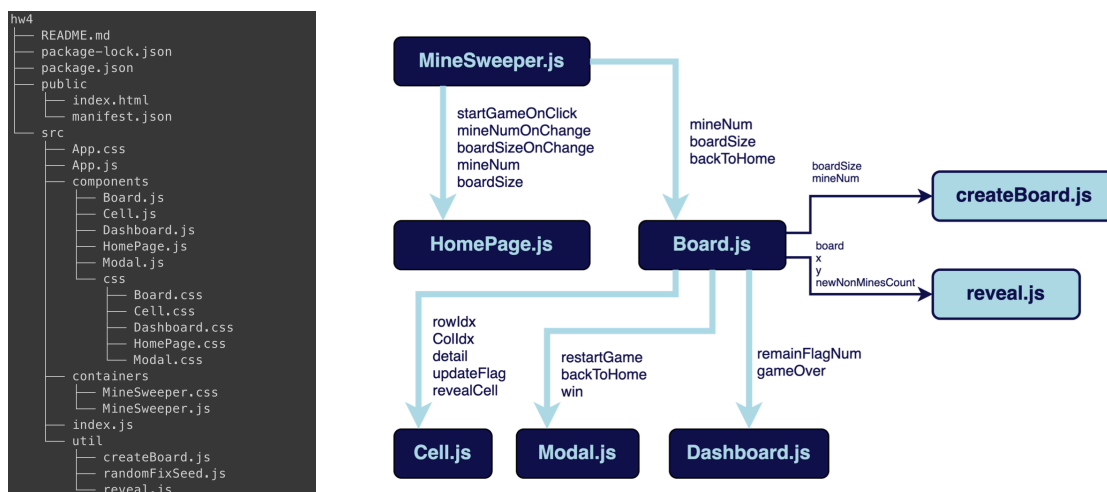 hw4
├── README.md
├── package-lock.json
├── package.json
├── public
│   ├── index.html
│   └── manifest.json
└── src
    ├── App.css
    ├── App.js
    ├── components
    │   ├── Board.js
    │   ├── Cell.js
    │   ├── Dashboard.js
    │   ├── HomePage.js
    │   ├── Modal.js
    │   └── css
    │       ├── Board.css
    │       ├── Cell.css
    │       ├── Dashboard.css
    │       ├── HomePage.css
    │       └── Modal.css
    ├── containers
    │   ├── MineSweeper.css
    │   └── MineSweeper.js
    ├── index.js
    └── util
        ├── createBoard.js
        ├── randomFixSeed.js
        └── reveal.js
MineSweeper.js
startGameOnClick
mineNumOnChange
boardSizeOnChange
mineNum
boardSize
mineNum
boardSize
backToHome
HomePage.js
Board.js
boardSize
mineNum
createBoard.js
board
x
y
newNonMinesCount
reveal.js
rowIdx
ColIdx
detail
updateFlag
revealCell
restartGame
backToHome
win
remainFlagNum
gameOver
Cell.js
Modal.js
Dashboard.js